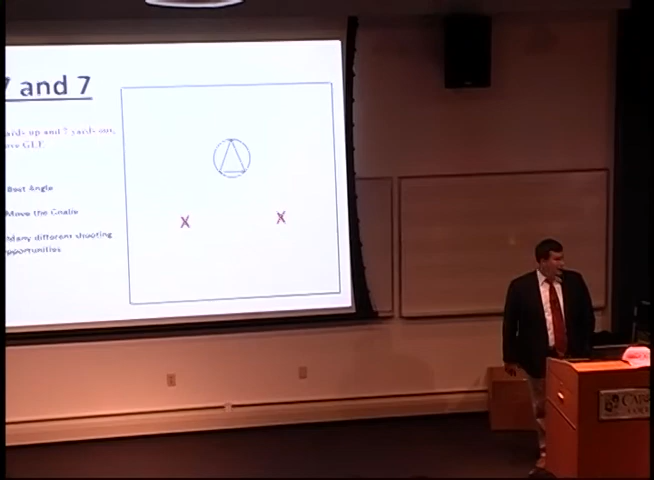 7 and 7
ards up and 7 yards out,
ove GLE
Best Angle
Move the Goalie
Many different shooting
opportunities
X X